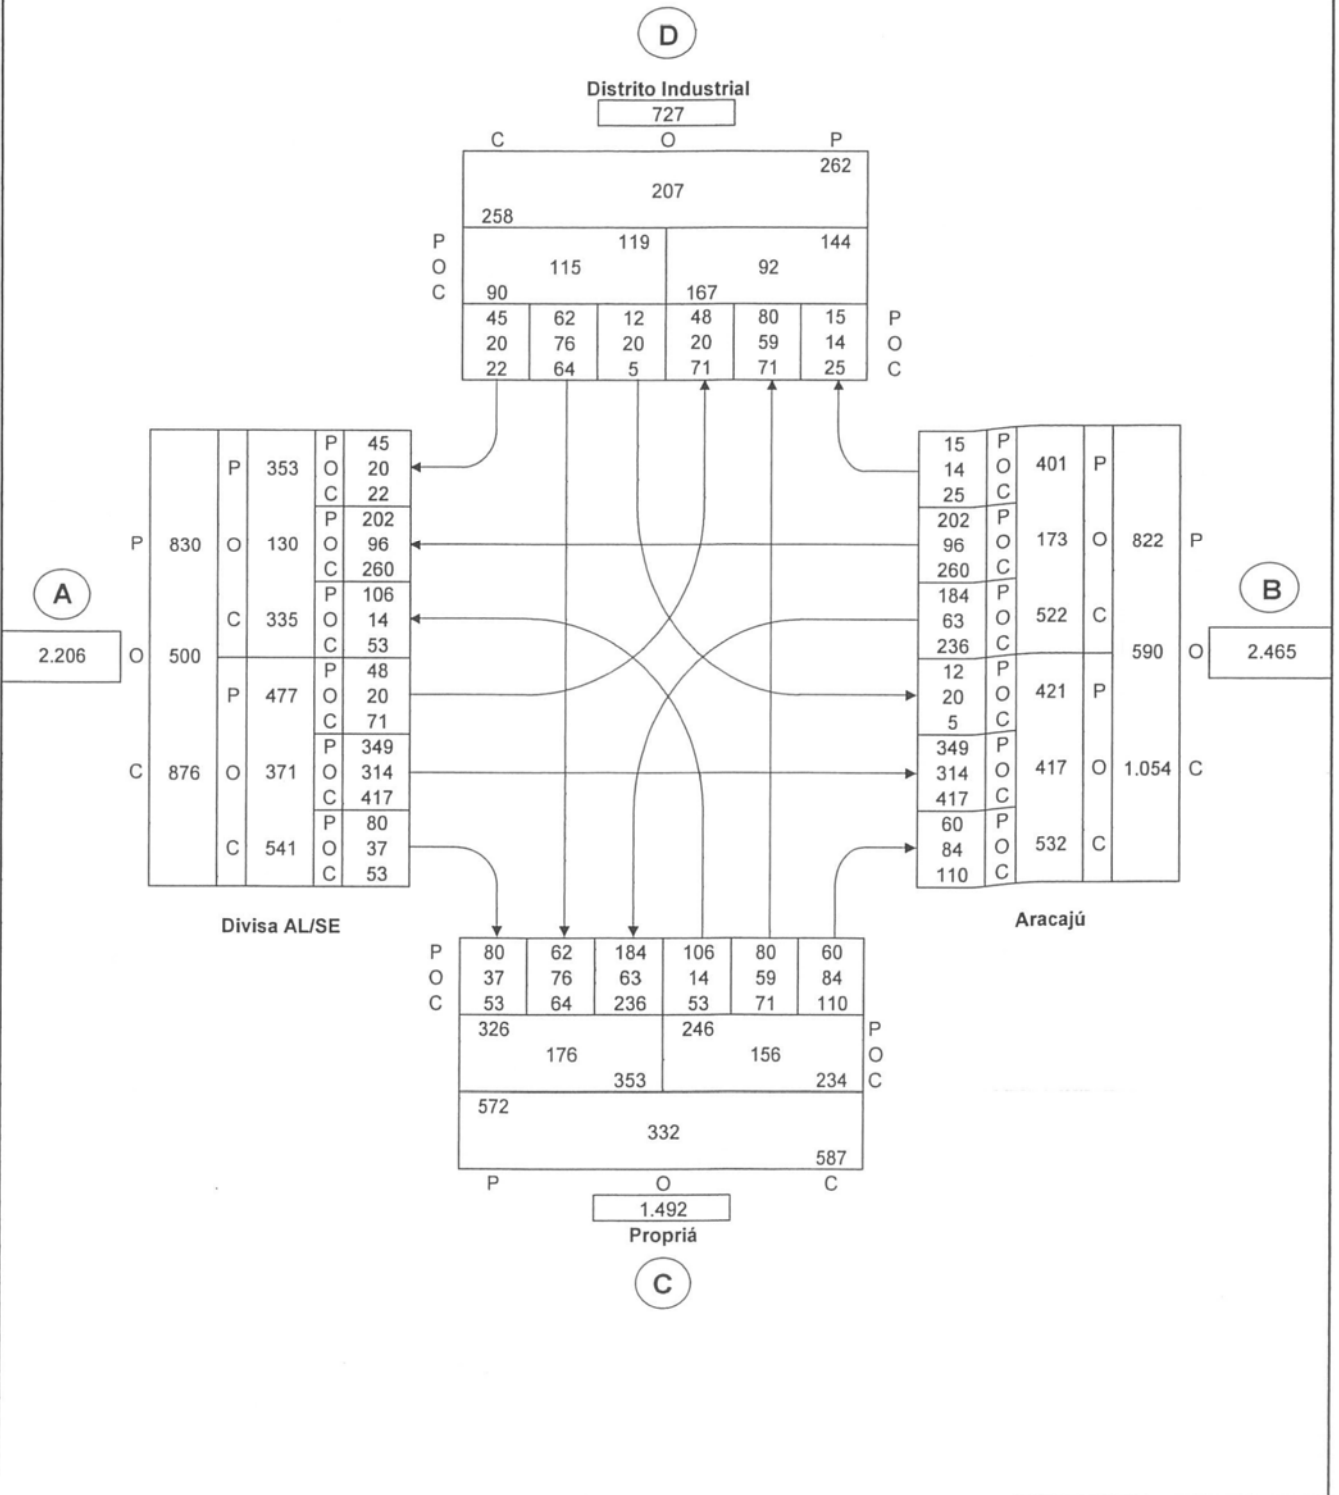 D
Distrito Industrial
727
C O P
262
207
258
P 119 144
O 115 92
C 90 167
45 62 12 48 80 15 P
20 76 20 20 59 14 O
22 64 5 71 71 25 C
P 45
P 353 O 20
C 22
P 202
P 830 O 130 O 96
C 260
P 106
C 335 O 14
C 53
A
2.206 O 500
P 48
P 477 O 20
C 71
P 349
C 876 O 371 O 314
C 417
P 80
C 541 O 37
C 53
Divisa AL/SE
15 P
14 O 401 P
25 C
202 P
96 O 173 O 822 P
260 C
184 P
63 O 522 C
236 C
B
590 O 2.465
12 P
20 O 421 P
5 C
349 P
314 O 417 O 1.054 C
417 C
60 P
84 O 532 C
110 C
Aracajú
P 80 62 184 106 80 60
O 37 76 63 14 59 84
C 53 64 236 53 71 110
326 246 P
176 156 O
353 234 C
572
332
587
P O C
1.492
Propriá
C